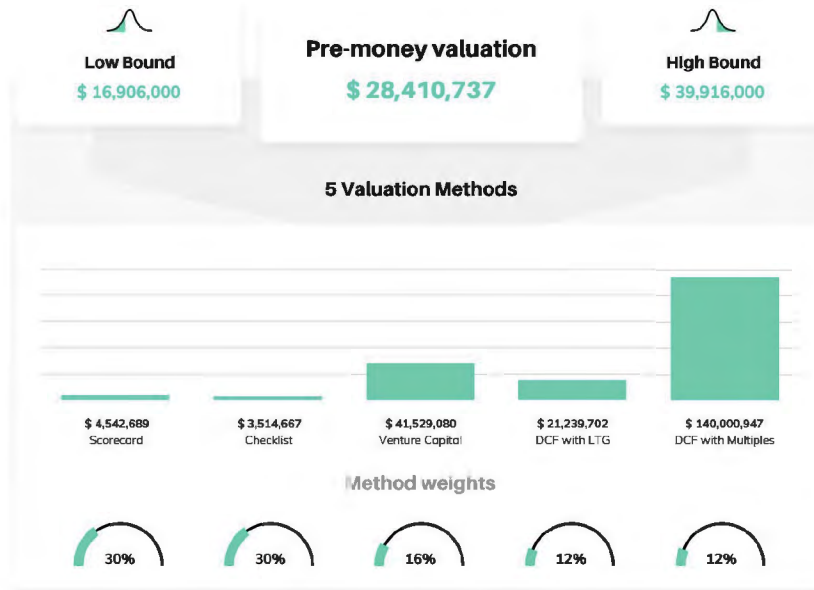 Low Bound
$ 16,906,000
Pre-money valuation
$ 28,410,737
High Bound
$ 39,916,000
5 Valuation Methods
$ 4,542,689
Scorecard
$ 3,514,667
Checklist
$ 41,529,080
Venture Capital
$ 21,239,702
DCF with LTG
$ 140,000,947
DCF with Multiples
Method weights
30%
30%
16%
12%
12%